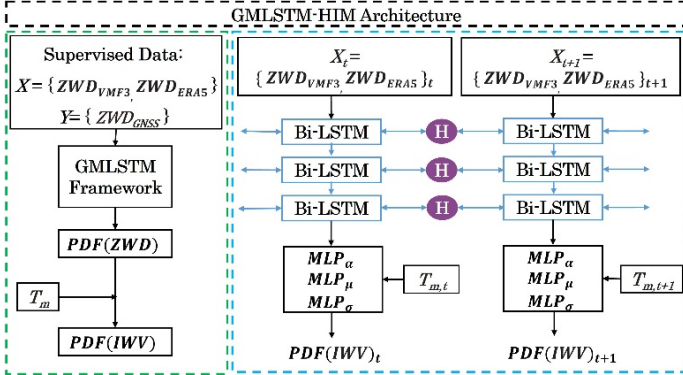 GMLSTM-HIM Architecture
Supervised Data:
X={ZWD_VMF3, ZWD_ERA5}
Y={ZWD_GNSS}
GMLSTM
Framework
PDF(ZWD)
T_m
PDF(IWV)
X_t=
{ZWD_VMF3, ZWD_ERA5}_t
Bi-LSTM
Bi-LSTM
Bi-LSTM
H
H
H
MLP_α
MLP_μ
MLP_σ
T_m,t
PDF(IWV)_t
X_t+1=
{ZWD_VMF3, ZWD_ERA5}_t+1
Bi-LSTM
Bi-LSTM
Bi-LSTM
MLP_α
MLP_μ
MLP_σ
T_m,t+1
PDF(IWV)_t+1